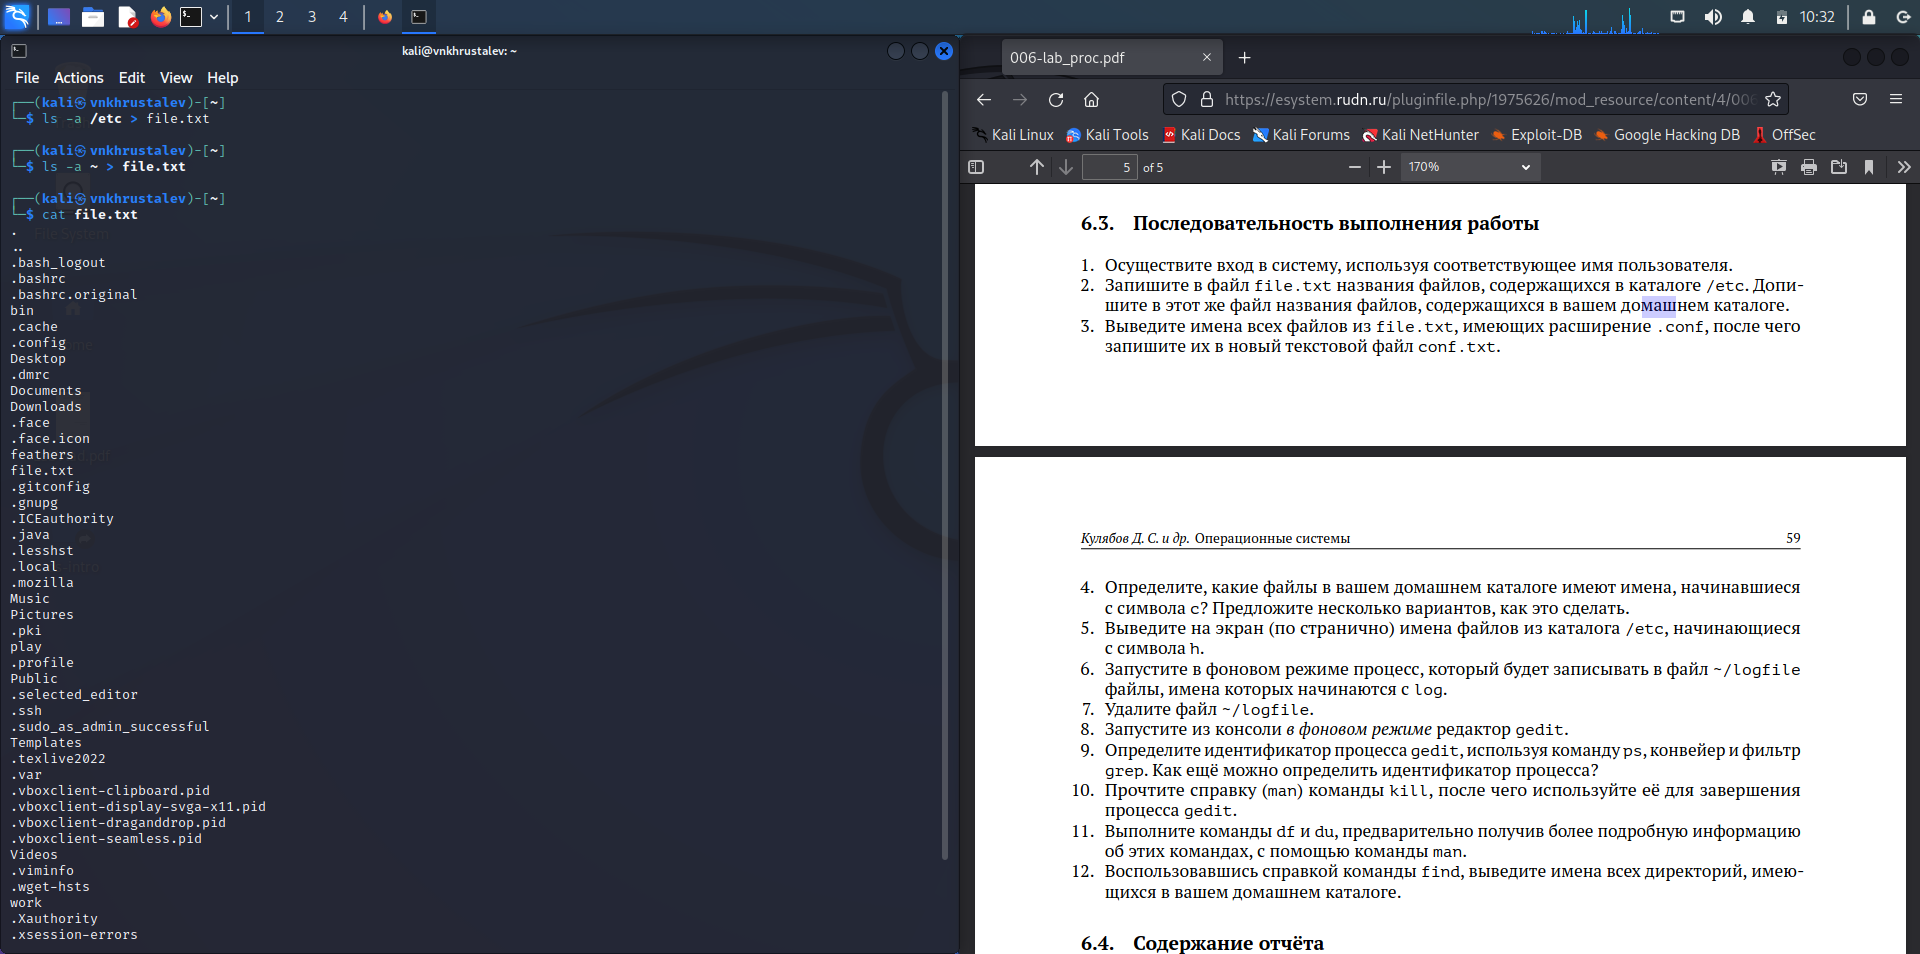 1 2 3 4
10:32
kali@vnkhrustalev: ~
File Actions Edit View Help
┌──(kali㉿vnkhrustalev)-[~]
└─$ ls -a /etc > file.txt
┌──(kali㉿vnkhrustalev)-[~]
└─$ ls -a ~ > file.txt
┌──(kali㉿vnkhrustalev)-[~]
└─$ cat file.txt
.
..
.bash_logout
.bashrc
.bashrc.original
bin
.cache
.config
Desktop
.dmrc
Documents
Downloads
.face
.face.icon
feathers
file.txt
.gitconfig
.gnupg
.ICEauthority
.java
.lesshst
.local
.mozilla
Music
Pictures
.pki
play
.profile
Public
.selected_editor
.ssh
.sudo_as_admin_successful
Templates
.texlive2022
.var
.vboxclient-clipboard.pid
.vboxclient-display-svga-x11.pid
.vboxclient-draganddrop.pid
.vboxclient-seamless.pid
Videos
.viminfo
.wget-hsts
work
.Xauthority
.xsession-errors
006-lab_proc.pdf
https://esystem.rudn.ru/pluginfile.php/1975626/mod_resource/content/4/006
Kali Linux Kali Tools Kali Docs Kali Forums Kali NetHunter Exploit-DB Google Hacking DB OffSec
5 of 5 170%
6.3. Последовательность выполнения работы
1. Осуществите вход в систему, используя соответствующее имя пользователя.
2. Запишите в файл file.txt названия файлов, содержащихся в каталоге /etc. Допи-
шите в этот же файл названия файлов, содержащихся в вашем домашнем каталоге.
3. Выведите имена всех файлов из file.txt, имеющих расширение .conf, после чего
запишите их в новый текстовой файл conf.txt.
Кулябов Д. С. и др. Операционные системы 59
4. Определите, какие файлы в вашем домашнем каталоге имеют имена, начинавшиеся
с символа c? Предложите несколько вариантов, как это сделать.
5. Выведите на экран (по странично) имена файлов из каталога /etc, начинающиеся
с символа h.
6. Запустите в фоновом режиме процесс, который будет записывать в файл ~/logfile
файлы, имена которых начинаются с log.
7. Удалите файл ~/logfile.
8. Запустите из консоли в фоновом режиме редактор gedit.
9. Определите идентификатор процесса gedit, используя команду ps, конвейер и фильтр
grep. Как ещё можно определить идентификатор процесса?
10. Прочтите справку (man) команды kill, после чего используйте её для завершения
процесса gedit.
11. Выполните команды df и du, предварительно получив более подробную информацию
об этих командах, с помощью команды man.
12. Воспользовавшись справкой команды find, выведите имена всех директорий, имею-
щихся в вашем домашнем каталоге.
6.4. Содержание отчёта